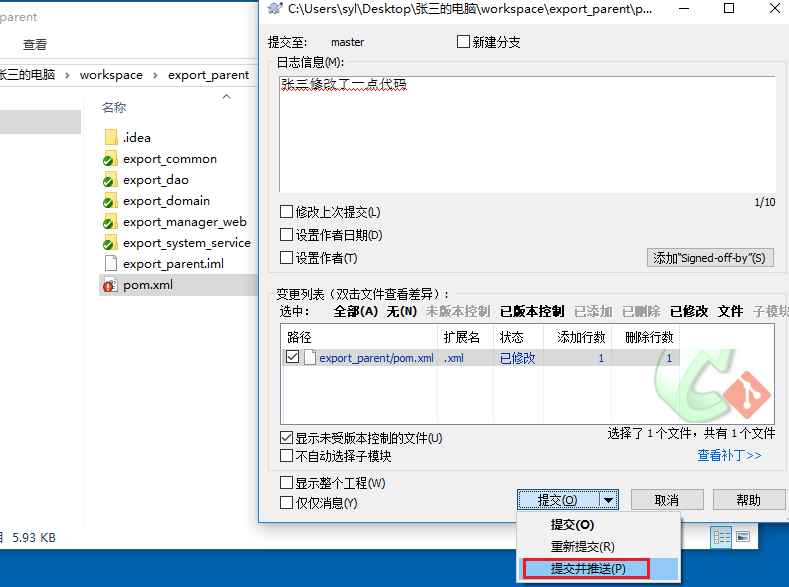 parent
查看
张三的电脑 › workspace › export_parent
名称
.idea
export_common
export_dao
export_domain
export_manager_web
export_system_service
export_parent.iml
pom.xml
5.93 KB
C:\Users\syl\Desktop\张三的电脑\workspace\export_parent\p...
提交至: master 新建分支
日志信息(M):
张三修改了一点代码
1/10
修改上次提交(L)
设置作者日期(D)
设置作者(T) 添加"Signed-off-by"(S)
变更列表（双击文件查看差异）:
选中: 全部(A) 无(N) 未版本控制 已版本控制 已添加 已删除 已修改 文件 子模块
路径 扩展名 状态 添加行数 删除行数
export_parent/pom.xml .xml 已修改 1 1
显示未受版本控制的文件(U) 选择了 1 个文件，共有 1 个文件
不自动选择子模块 查看补丁>>
显示整个工程(W)
仅仅消息(Y) 提交(O) 取消 帮助
提交(O)
重新提交(R)
提交并推送(P)